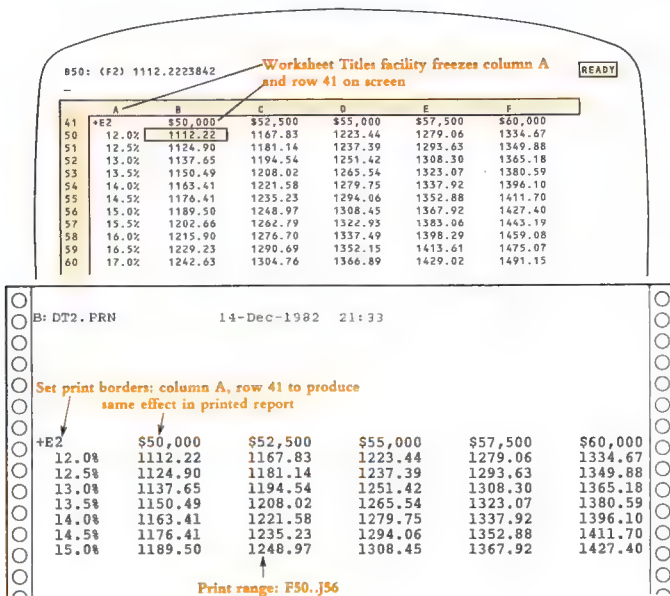 Worksheet Titles facility freezes column A
B50: (F2) 1112.2223842
READY
and row 41 on screen
A B C D E F
41 +E2 $50,000 $52,500 $55,000 $57,500 $60,000
50 12.0% 1112.22 1167.83 1223.44 1279.06 1334.67
51 12.5% 1124.90 1181.14 1237.39 1293.63 1349.88
52 13.0% 1137.65 1194.54 1251.42 1308.30 1365.18
53 13.5% 1150.49 1208.02 1265.54 1323.07 1380.59
54 14.0% 1163.41 1221.58 1279.75 1337.92 1396.10
55 14.5% 1176.41 1235.23 1294.06 1352.88 1411.70
56 15.0% 1189.50 1248.97 1308.45 1367.92 1427.40
57 15.5% 1202.66 1262.79 1322.93 1383.06 1443.19
58 16.0% 1215.90 1276.70 1337.49 1398.29 1459.08
59 16.5% 1229.23 1290.69 1352.15 1413.61 1475.07
60 17.0% 1242.63 1304.76 1366.89 1429.02 1491.15
B:DT2.PRN 14-Dec-1982 21:33
Set print borders: column A, row 41 to produce
same effect in printed report
+E2 $50,000 $52,500 $55,000 $57,500 $60,000
12.0% 1112.22 1167.83 1223.44 1279.06 1334.67
12.5% 1124.90 1181.14 1237.39 1293.63 1349.88
13.0% 1137.65 1194.54 1251.42 1308.30 1365.18
13.5% 1150.49 1208.02 1265.54 1323.07 1380.59
14.0% 1163.41 1221.58 1279.75 1337.92 1396.10
14.5% 1176.41 1235.23 1294.06 1352.88 1411.70
15.0% 1189.50 1248.97 1308.45 1367.92 1427.40
Print range: F50..J56